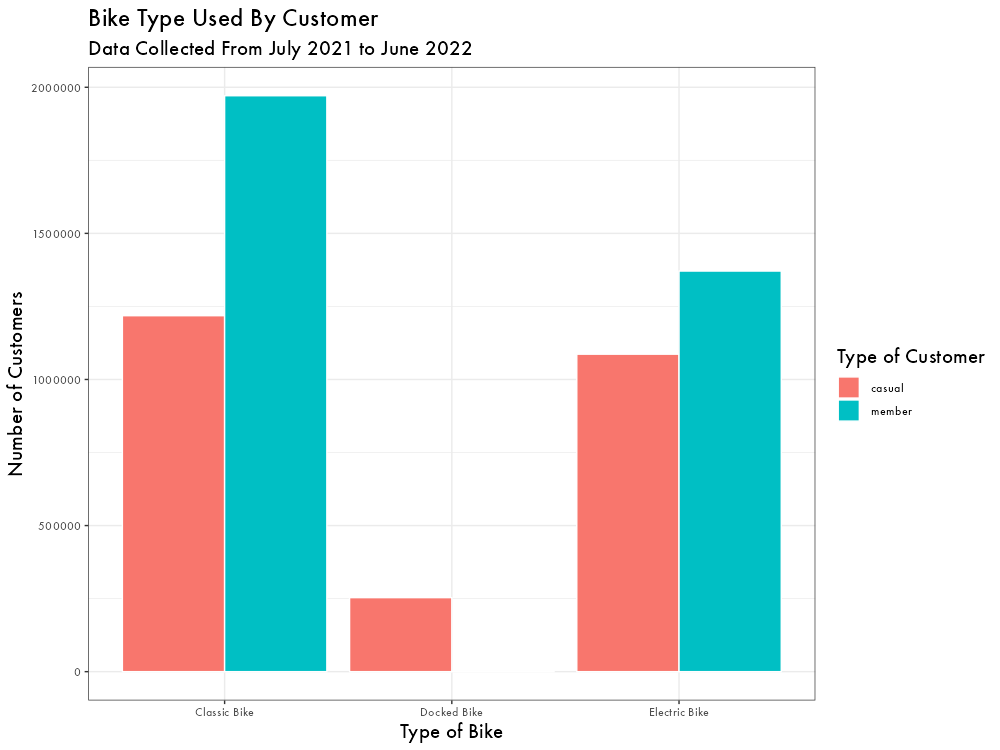 Bike Type Used By Customer
Data Collected From July 2021 to June 2022
Number of Customers
2000000
1500000
1000000
500000
0
Classic Bike
Docked Bike
Electric Bike
Type of Bike
Type of Customer
casual
member